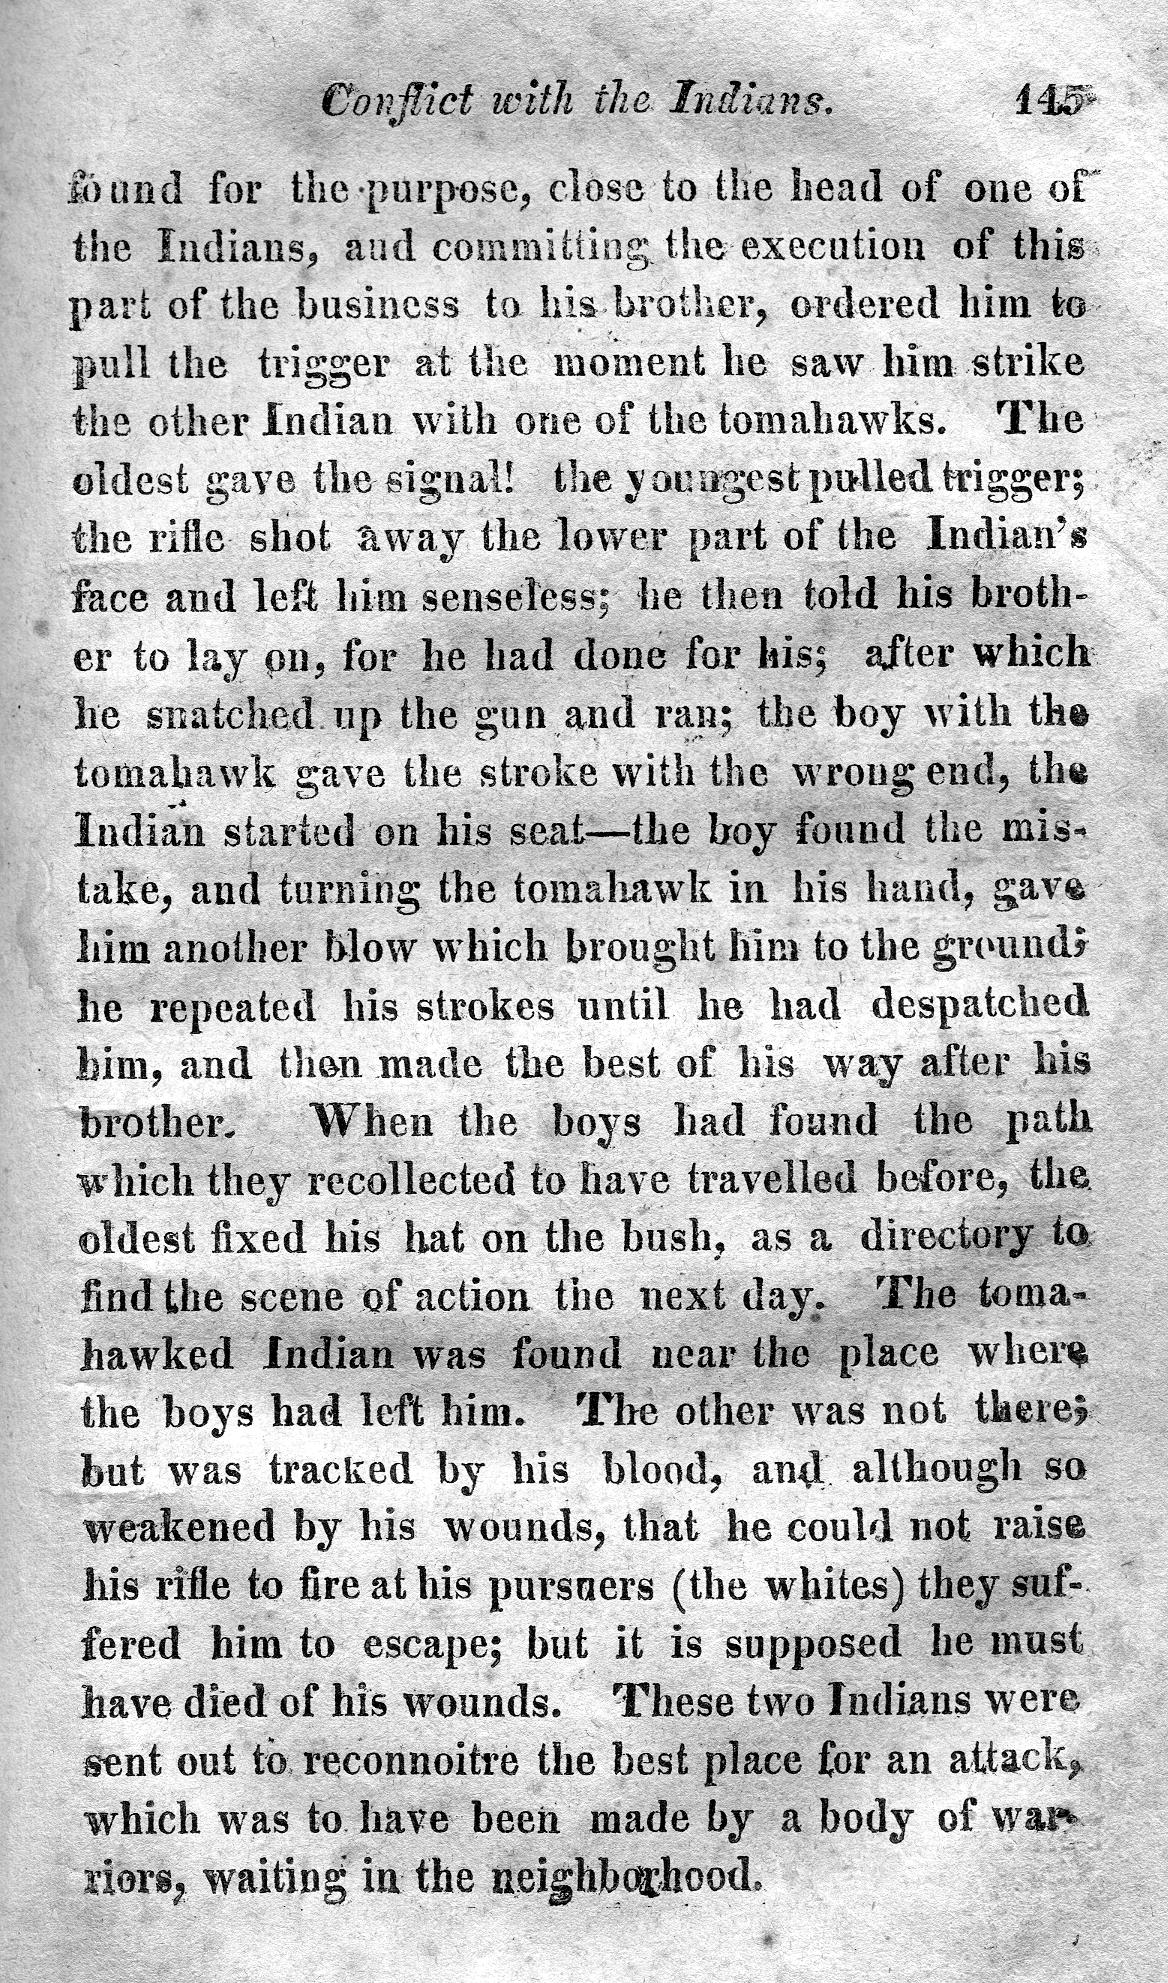 Conflict with the Indians. 145
found for the purpose, close to the head of one of
the Indians, aud committing the execution of this
part of the business to his brother, ordered him to
pull the trigger at the moment he saw him strike
the other Indian with one of the tomahawks. The
oldest gave the signal! the youngest pulled trigger;
the rifle shot away the lower part of the Indian's
face and left him senseless; he then told his broth-
er to lay on, for he had done for his; after which
he snatched up the gun and ran; the boy with the
tomahawk gave the stroke with the wrong end, the
Indian started on his seat—the boy found the mis-
take, and turning the tomahawk in his hand, gave
him another blow which brought him to the ground;
he repeated his strokes until he had despatched
him, and then made the best of his way after his
brother. When the boys had found the path
which they recollected to have travelled before, the
oldest fixed his hat on the bush, as a directory to
find the scene of action the next day. The toma-
hawked Indian was found near the place where
the boys had left him. The other was not there;
but was tracked by his blood, and although so
weakened by his wounds, that he could not raise
his rifle to fire at his pursuers (the whites) they suf-
fered him to escape; but it is supposed he must
have died of his wounds. These two Indians were
sent out to reconnoitre the best place for an attack,
which was to have been made by a body of war-
riors, waiting in the neighborhood.